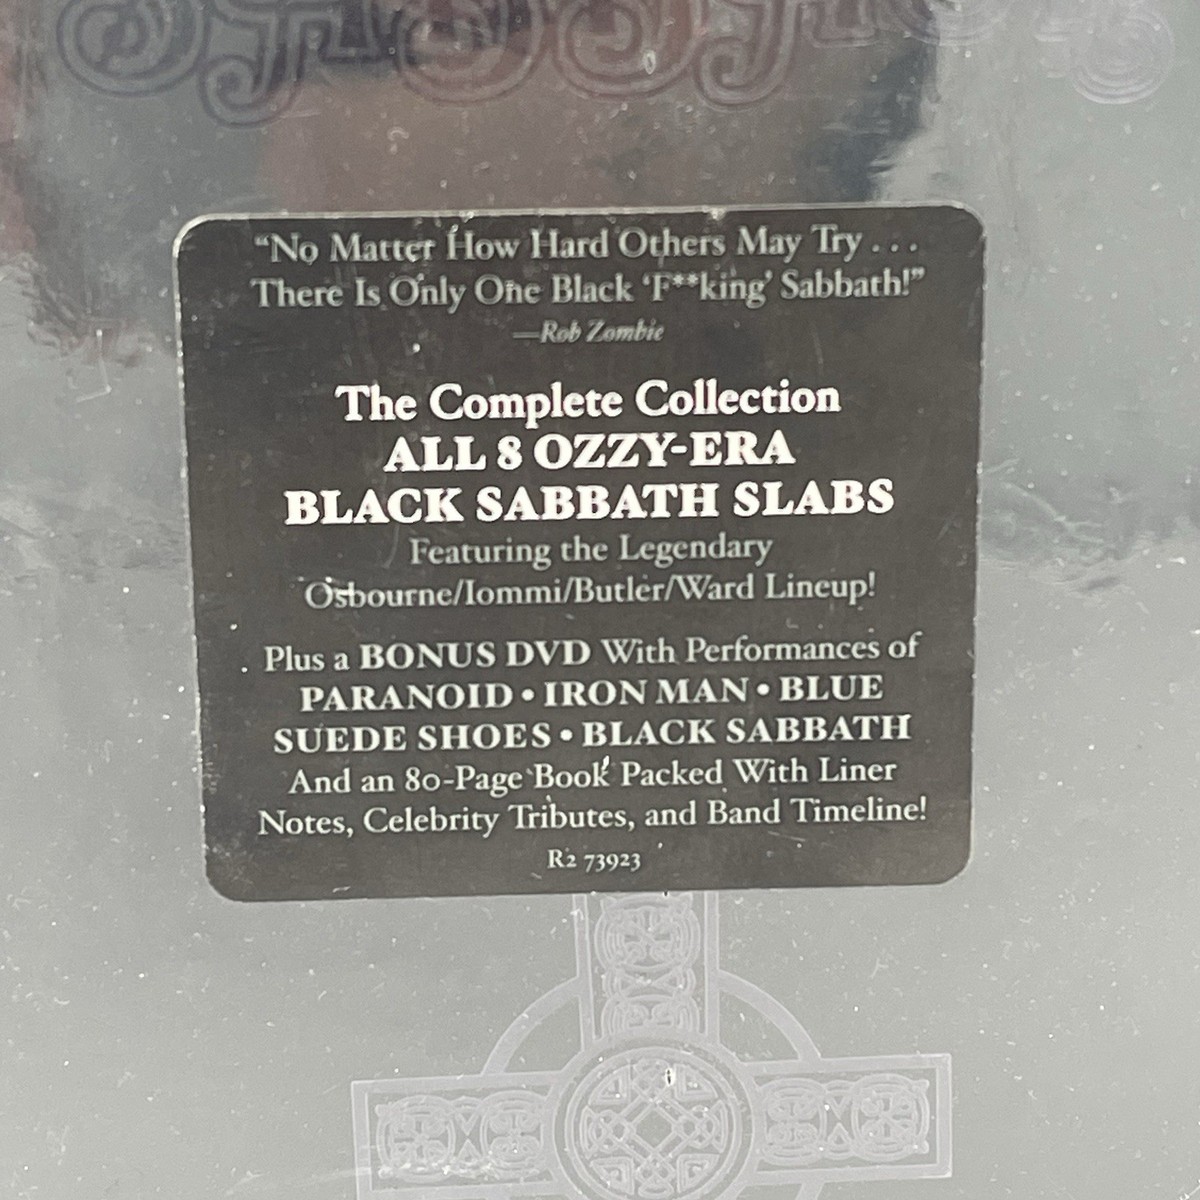 “No Matter How Hard Others May Try . . .
There Is Only One Black ‘F**king’ Sabbath!”
—Rob Zombie
The Complete Collection
ALL 8 OZZY-ERA
BLACK SABBATH SLABS
Featuring the Legendary
Osbourne/Iommi/Butler/Ward Lineup!
Plus a BONUS DVD With Performances of
PARANOID • IRON MAN • BLUE
SUEDE SHOES • BLACK SABBATH
And an 80-Page Book Packed With Liner
Notes, Celebrity Tributes, and Band Timeline!
R2 73923